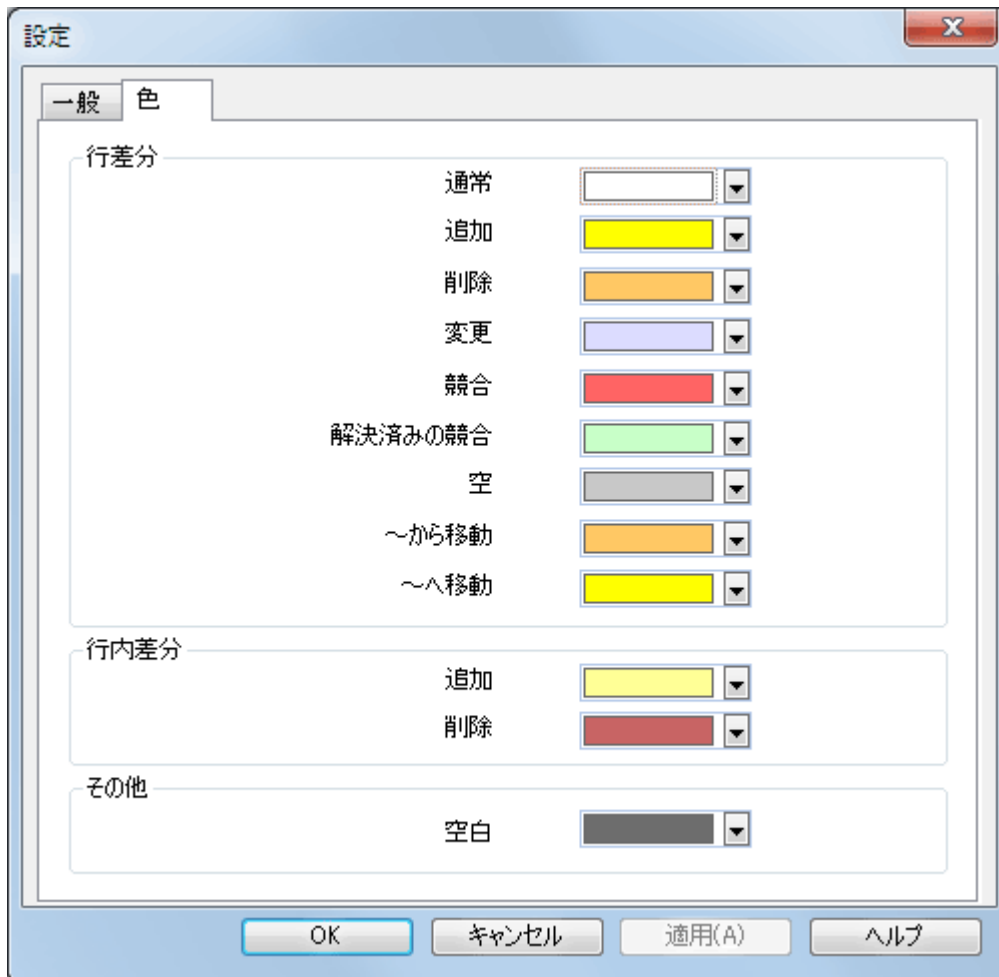 設定
一般
色
行差分
通常
追加
削除
変更
競合
解決済みの競合
空
～から移動
～へ移動
行内差分
追加
削除
その他
空白
OK
キャンセル
適用(A)
ヘルプ